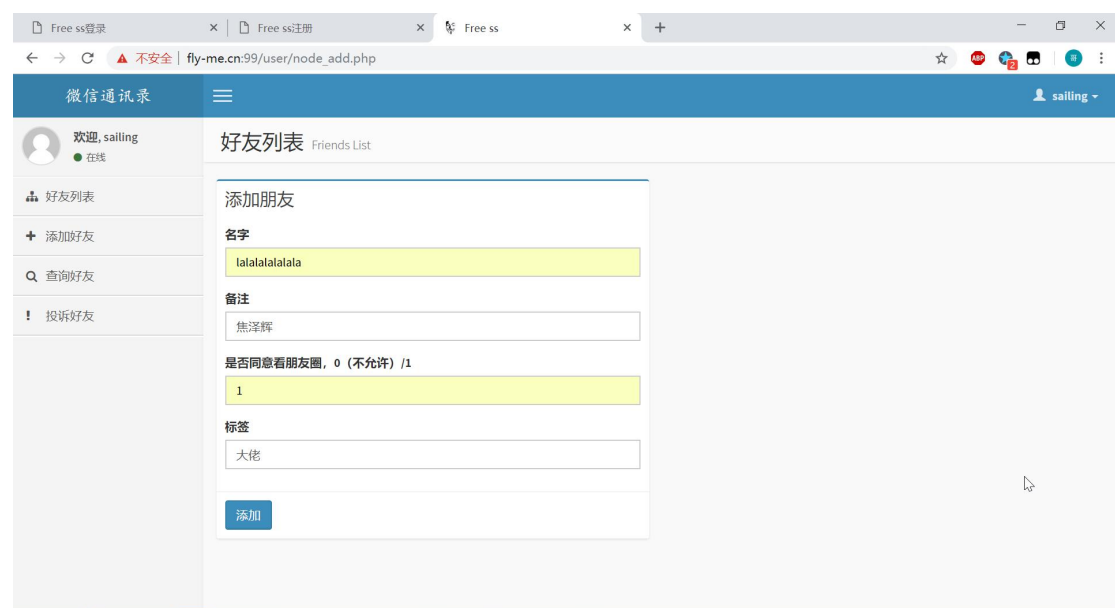 Free ss登录
Free ss注册
Free ss
不安全 fly-me.cn:99/user/node_add.php
ABP
2
微信通讯录
sailing
欢迎, sailing
在线
好友列表 Friends List
好友列表
添加好友
查询好友
投诉好友
添加朋友
名字
lalalalalalala
备注
焦泽辉
是否同意看朋友圈，0（不允许）/1
1
标签
大佬
添加